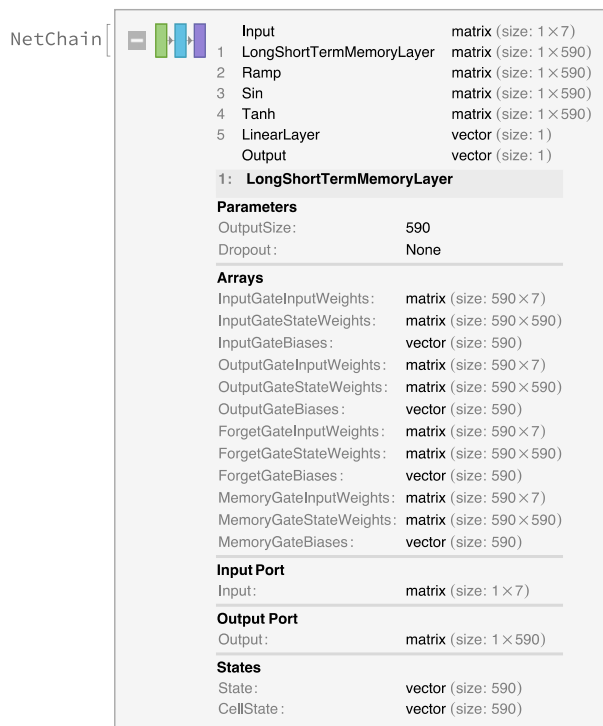 NetChain[
Input matrix (size: 1×7)
1 LongShortTermMemoryLayer matrix (size: 1×590)
2 Ramp matrix (size: 1×590)
3 Sin matrix (size: 1×590)
4 Tanh matrix (size: 1×590)
5 LinearLayer vector (size: 1)
Output vector (size: 1)
1: LongShortTermMemoryLayer
Parameters
OutputSize: 590
Dropout: None
Arrays
InputGateInputWeights: matrix (size: 590×7)
InputGateStateWeights: matrix (size: 590×590)
InputGateBiases: vector (size: 590)
OutputGateInputWeights: matrix (size: 590×7)
OutputGateStateWeights: matrix (size: 590×590)
OutputGateBiases: vector (size: 590)
ForgetGateInputWeights: matrix (size: 590×7)
ForgetGateStateWeights: matrix (size: 590×590)
ForgetGateBiases: vector (size: 590)
MemoryGateInputWeights: matrix (size: 590×7)
MemoryGateStateWeights: matrix (size: 590×590)
MemoryGateBiases: vector (size: 590)
Input Port
Input: matrix (size: 1×7)
Output Port
Output: matrix (size: 1×590)
States
State: vector (size: 590)
CellState: vector (size: 590)